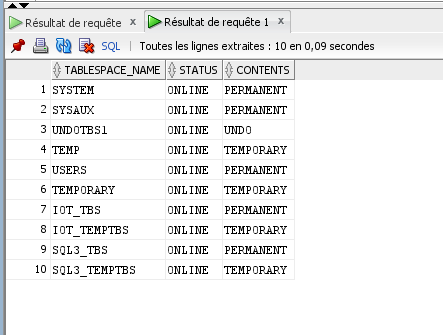 Résultat de requête x Résultat de requête 1 x
SQL | Toutes les lignes extraites : 10 en 0,09 secondes
TABLESPACE_NAME STATUS CONTENTS
1 SYSTEM ONLINE PERMANENT
2 SYSAUX ONLINE PERMANENT
3 UNDOTBS1 ONLINE UNDO
4 TEMP ONLINE TEMPORARY
5 USERS ONLINE PERMANENT
6 TEMPORARY ONLINE TEMPORARY
7 IOT_TBS ONLINE PERMANENT
8 IOT_TEMPTBS ONLINE TEMPORARY
9 SQL3_TBS ONLINE PERMANENT
10 SQL3_TEMPTBS ONLINE TEMPORARY